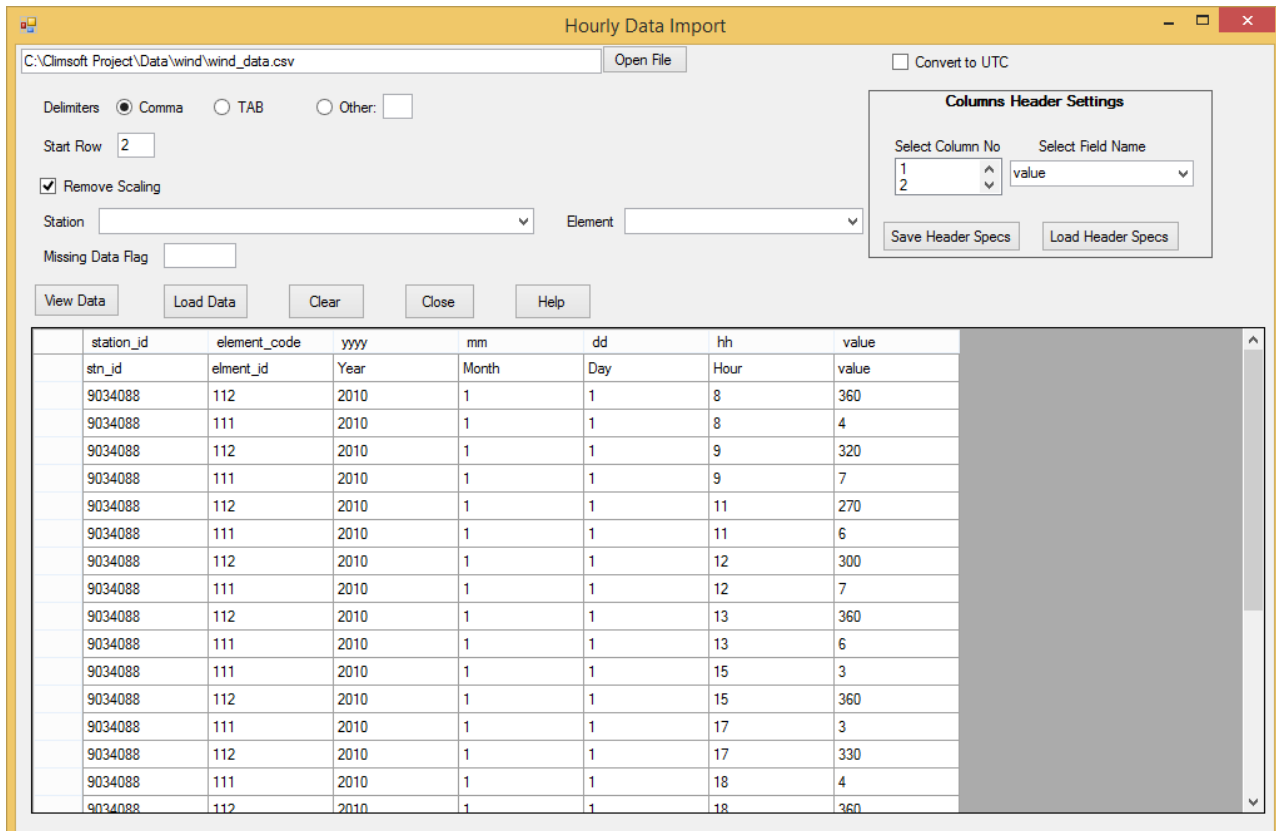 Hourly Data Import
C:\Climsoft Project\Data\wind\wind_data.csv Open File Convert to UTC
Delimiters Comma TAB Other:
Columns Header Settings
Start Row 2
Select Column No Select Field Name
1
2
value
Remove Scaling
Station Element
Save Header Specs Load Header Specs
Missing Data Flag
View Data Load Data Clear Close Help
station_id element_code yyyy mm dd hh value
stn_id elment_id Year Month Day Hour value
9034088 112 2010 1 1 8 360
9034088 111 2010 1 1 8 4
9034088 112 2010 1 1 9 320
9034088 111 2010 1 1 9 7
9034088 112 2010 1 1 11 270
9034088 111 2010 1 1 11 6
9034088 112 2010 1 1 12 300
9034088 111 2010 1 1 12 7
9034088 112 2010 1 1 13 360
9034088 111 2010 1 1 13 6
9034088 111 2010 1 1 15 3
9034088 112 2010 1 1 15 360
9034088 111 2010 1 1 17 3
9034088 112 2010 1 1 17 330
9034088 111 2010 1 1 18 4
9034088 112 2010 1 1 18 360